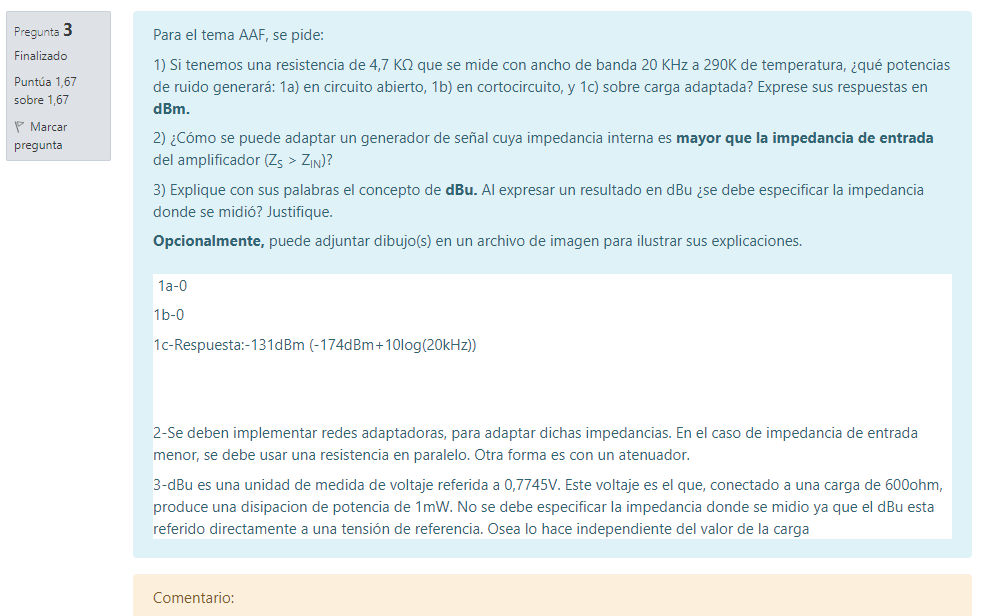 Pregunta 3
Finalizado
Puntúa 1,67
sobre 1,67
Marcar
pregunta
Para el tema AAF, se pide:
1) Si tenemos una resistencia de 4,7 KΩ que se mide con ancho de banda 20 KHz a 290K de temperatura, ¿qué potencias
de ruido generará: 1a) en circuito abierto, 1b) en cortocircuito, y 1c) sobre carga adaptada? Exprese sus respuestas en
dBm.
2) ¿Cómo se puede adaptar un generador de señal cuya impedancia interna es mayor que la impedancia de entrada
del amplificador (ZS > ZIN)?
3) Explique con sus palabras el concepto de dBu. Al expresar un resultado en dBu ¿se debe especificar la impedancia
donde se midió? Justifique.
Opcionalmente, puede adjuntar dibujo(s) en un archivo de imagen para ilustrar sus explicaciones.
1a-0
1b-0
1c-Respuesta:-131dBm (-174dBm+10log(20kHz))
2-Se deben implementar redes adaptadoras, para adaptar dichas impedancias. En el caso de impedancia de entrada
menor, se debe usar una resistencia en paralelo. Otra forma es con un atenuador.
3-dBu es una unidad de medida de voltaje referida a 0,7745V. Este voltaje es el que, conectado a una carga de 600ohm,
produce una disipacion de potencia de 1mW. No se debe especificar la impedancia donde se midio ya que el dBu esta
referido directamente a una tensión de referencia. Osea lo hace independiente del valor de la carga
Comentario: